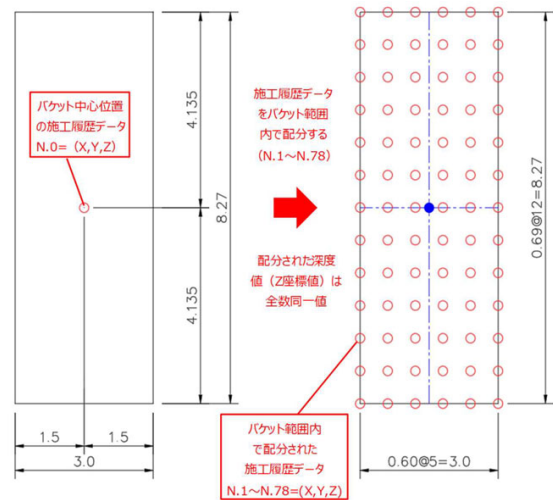 バケット中心位置
の施工履歴データ
N.0=（X,Y,Z）
4.135
4.135
8.27
1.5
1.5
3.0
施工履歴データ
をバケット範囲
内で配分する
（N.1～N.78）
配分された深度
値（Z座標値）は
全数同一値
バケット範囲内
で配分された
施工履歴データ
N.1～N.78=(X,Y,Z)
0.69@12=8.27
0.60@5=3.0